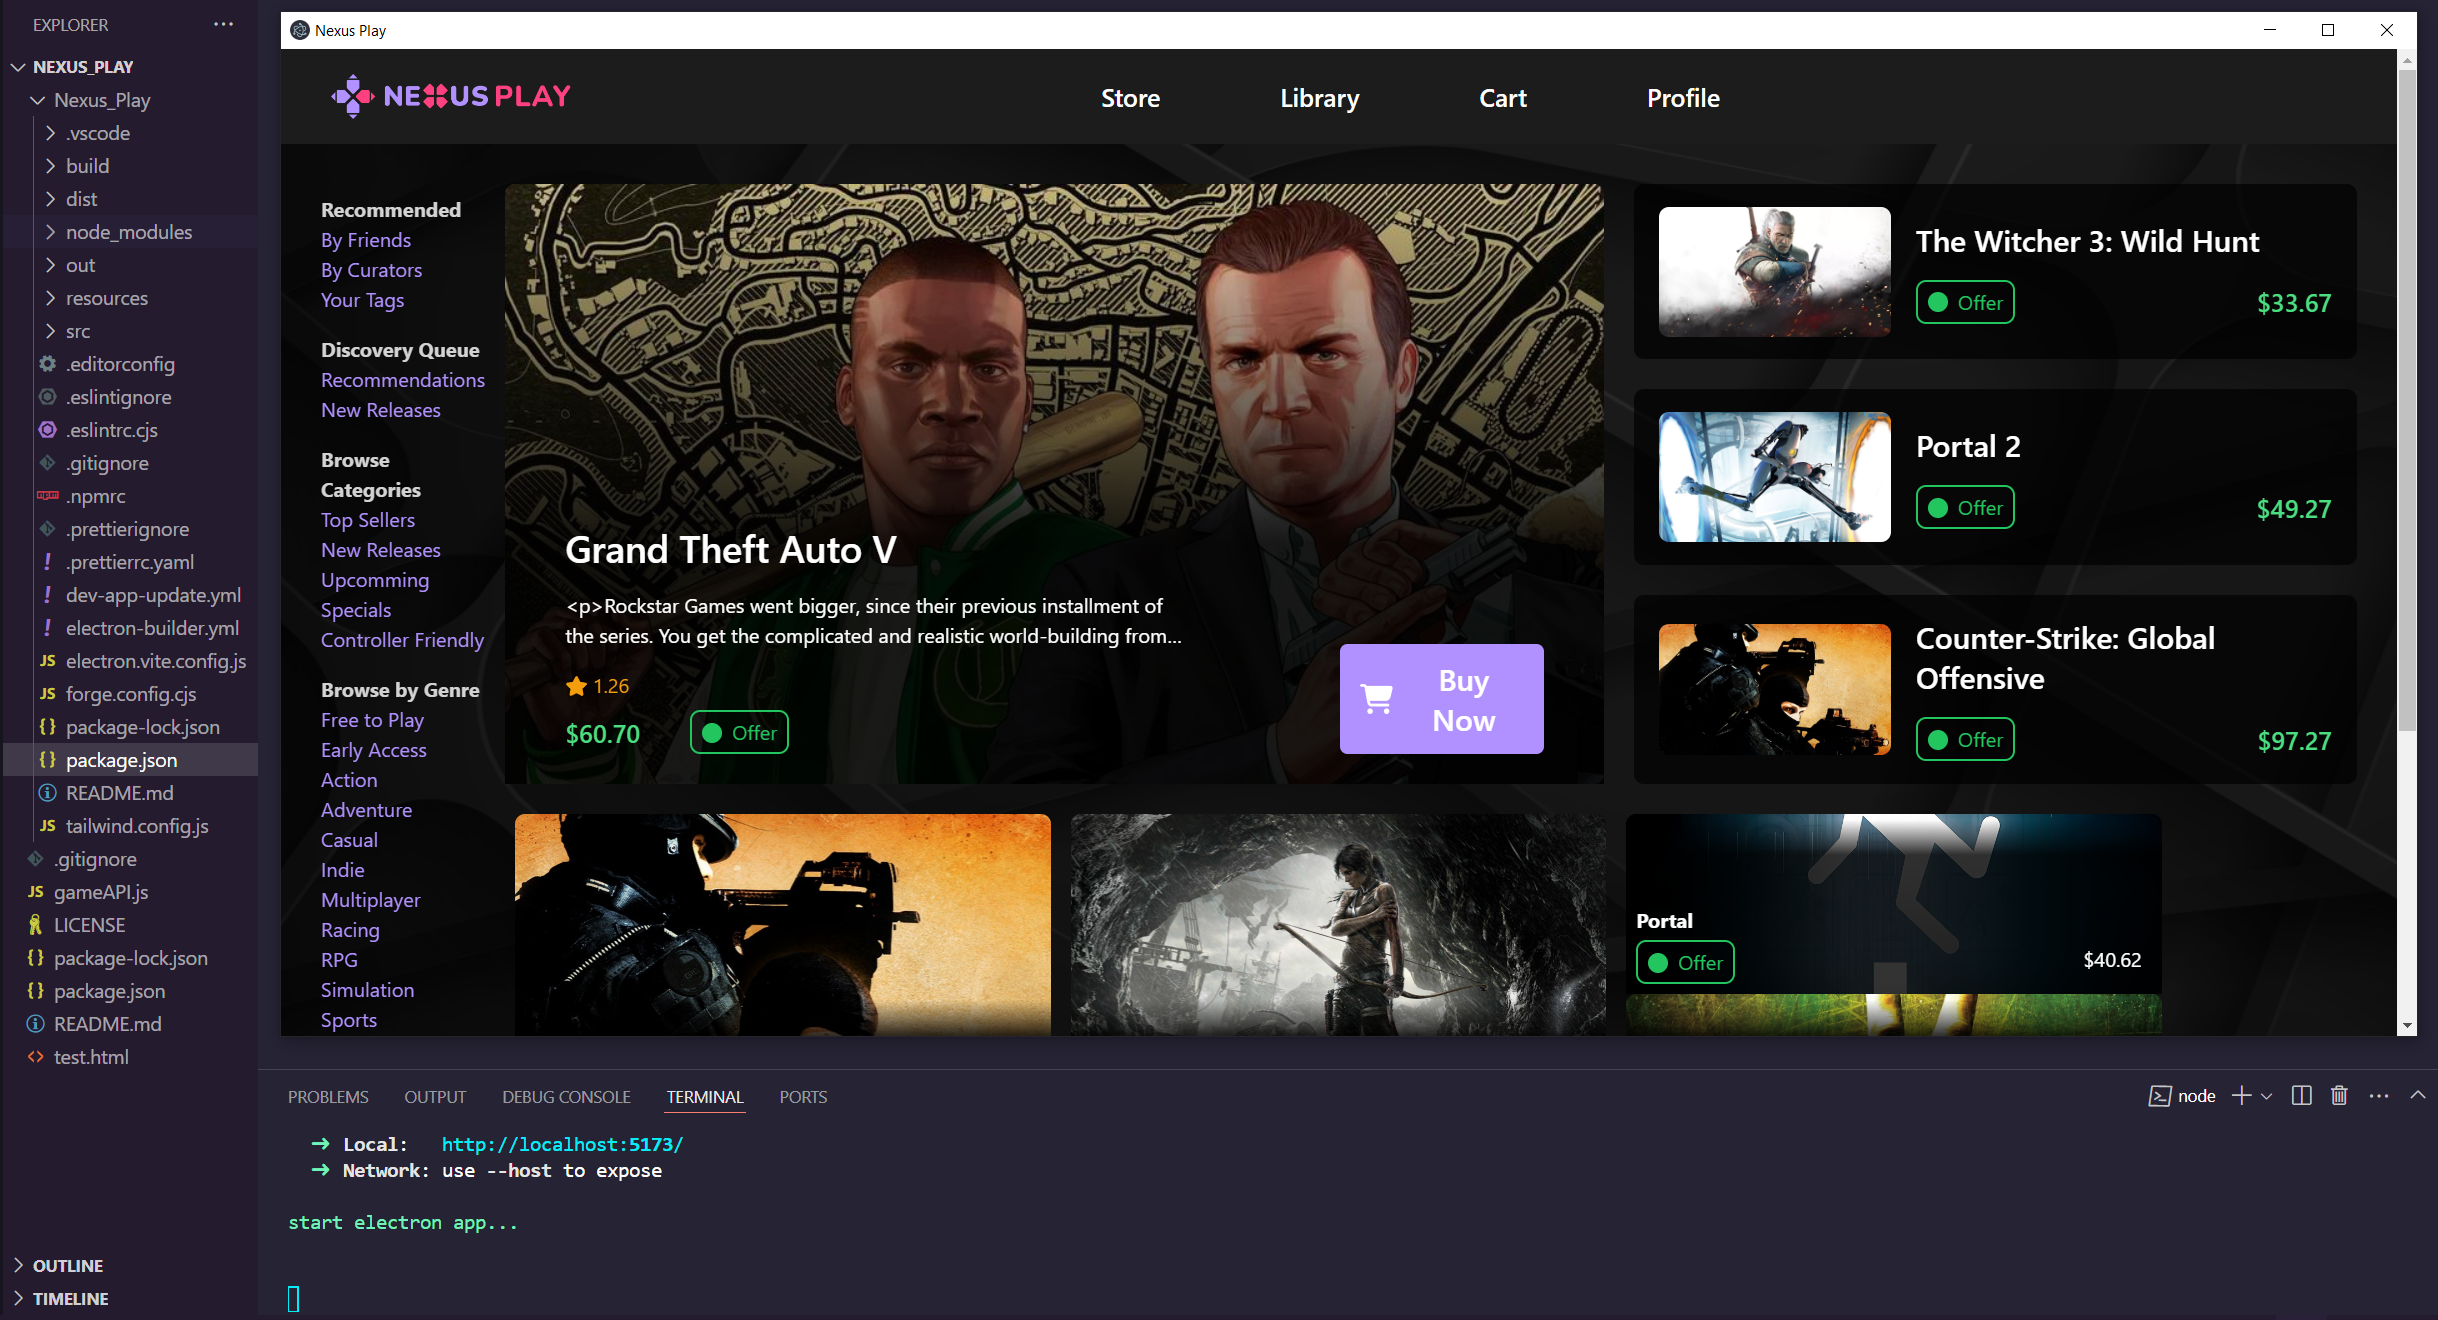 EXPLORER
NEXUS_PLAY
Nexus_Play
.vscode
build
dist
node_modules
out
resources
src
.editorconfig
.eslintignore
.eslintrc.cjs
.gitignore
.npmrc
.prettierignore
.prettierrc.yaml
dev-app-update.yml
electron-builder.yml
electron.vite.config.js
forge.config.cjs
package-lock.json
package.json
README.md
tailwind.config.js
.gitignore
gameAPI.js
LICENSE
package-lock.json
package.json
README.md
test.html
OUTLINE
TIMELINE
Nexus Play
NEXUS PLAY
Store
Library
Cart
Profile
Recommended
By Friends
By Curators
Your Tags
Discovery Queue
Recommendations
New Releases
Browse
Categories
Top Sellers
New Releases
Upcomming
Specials
Controller Friendly
Browse by Genre
Free to Play
Early Access
Action
Adventure
Casual
Indie
Multiplayer
Racing
RPG
Simulation
Sports
Grand Theft Auto V
<p>Rockstar Games went bigger, since their previous installment of
the series. You get the complicated and realistic world-building from...
1.26
$60.70
Offer
Buy
Now
The Witcher 3: Wild Hunt
Offer
$33.67
Portal 2
Offer
$49.27
Counter-Strike: Global
Offensive
Offer
$97.27
Portal
Offer
$40.62
PROBLEMS
OUTPUT
DEBUG CONSOLE
TERMINAL
PORTS
node
➜ Local: http://localhost:5173/
➜ Network: use --host to expose
start electron app...